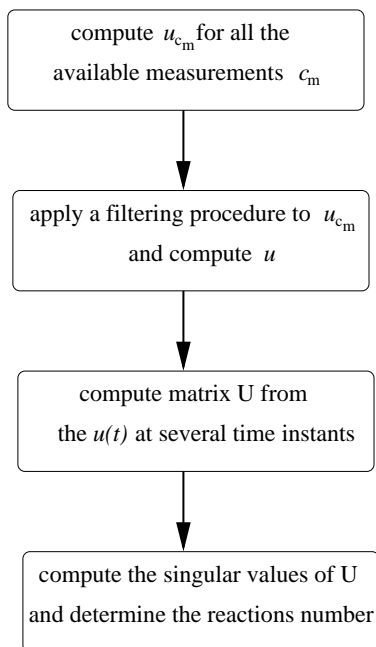 compute u_cm for all the
available measurements c_m
apply a filtering procedure to u_cm
and compute u
compute matrix U from
the u(t) at several time instants
compute the singular values of U
and determine the reactions number